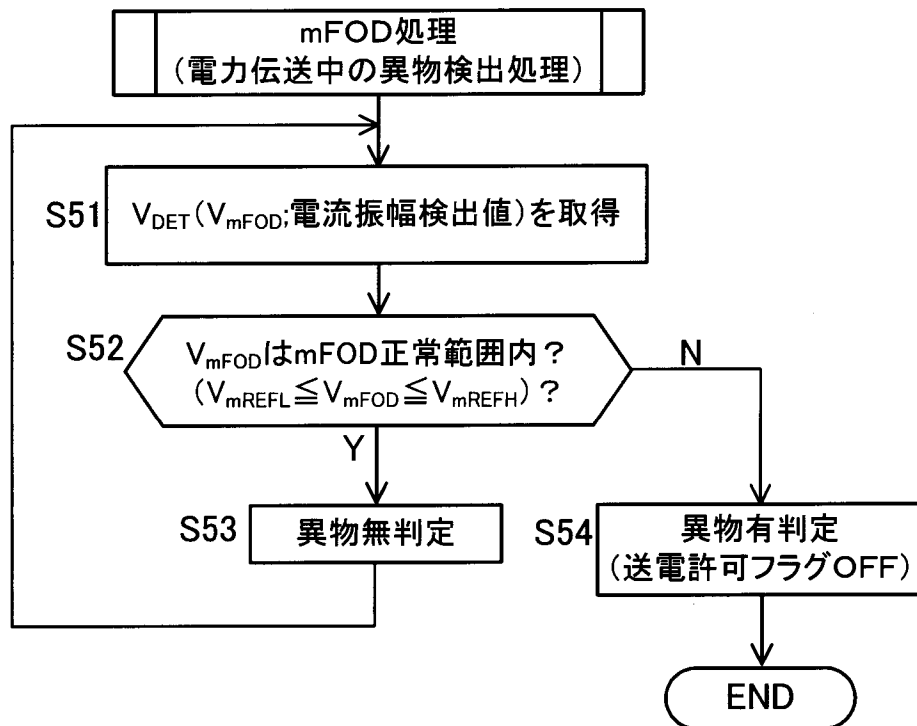 mFOD処理
(電力伝送中の異物検出処理)
S51
VDET(VmFOD;電流振幅検出値)を取得
S52
VmFODはmFOD正常範囲内？
(VmREFL≦VmFOD≦VmREFH)？
N
Y
S53
異物無判定
S54
異物有判定
(送電許可フラグOFF)
END